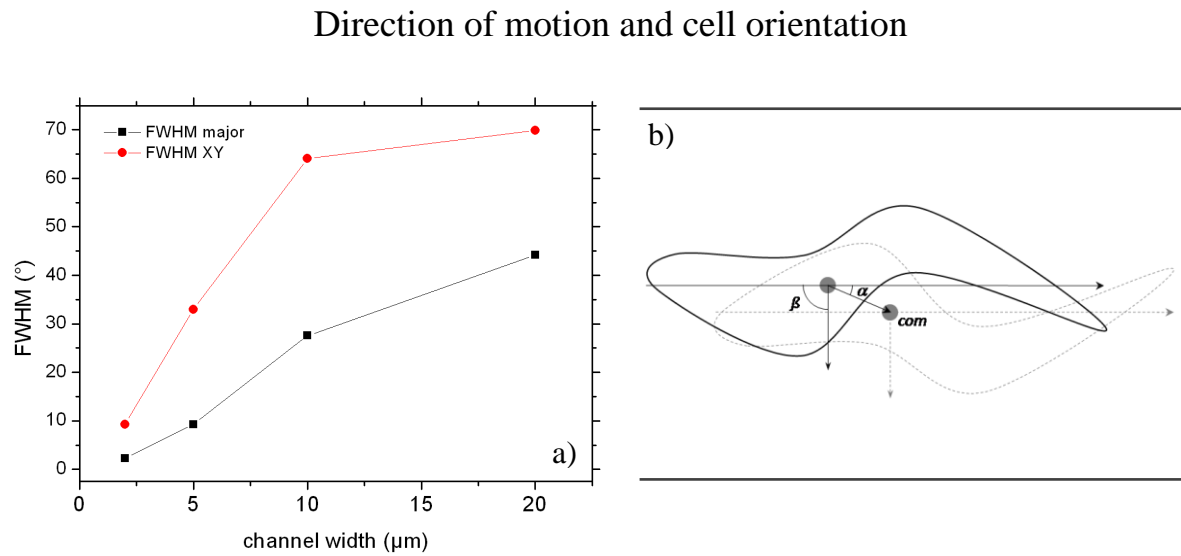 Direction of motion and cell orientation
70
60
50
40
30
20
10
0
FWHM (°)
FWHM major
FWHM XY
a)
0
5
10
15
20
channel width (μm)
b)
α
ß
com